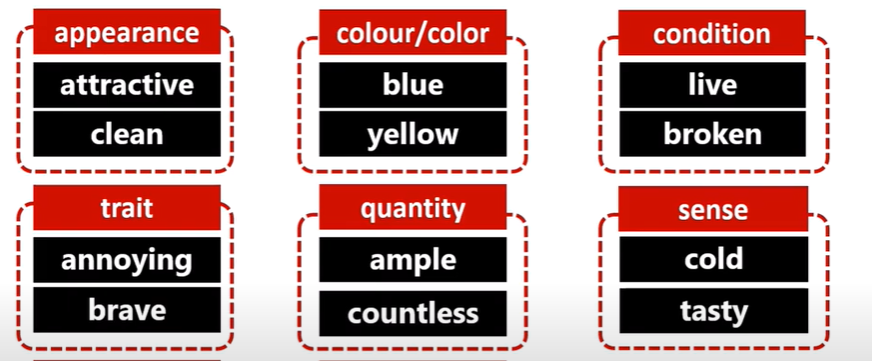 appearance
attractive
clean
colour/color
blue
yellow
condition
live
broken
trait
annoying
brave
quantity
ample
countless
sense
cold
tasty